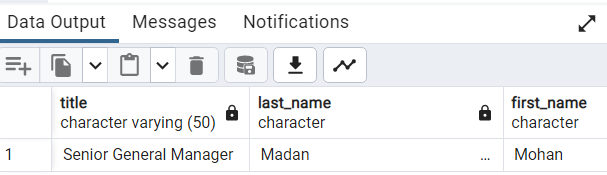 Data Output Messages Notifications
title last_name first_name
character varying (50) character character
1 Senior General Manager Madan ... Mohan